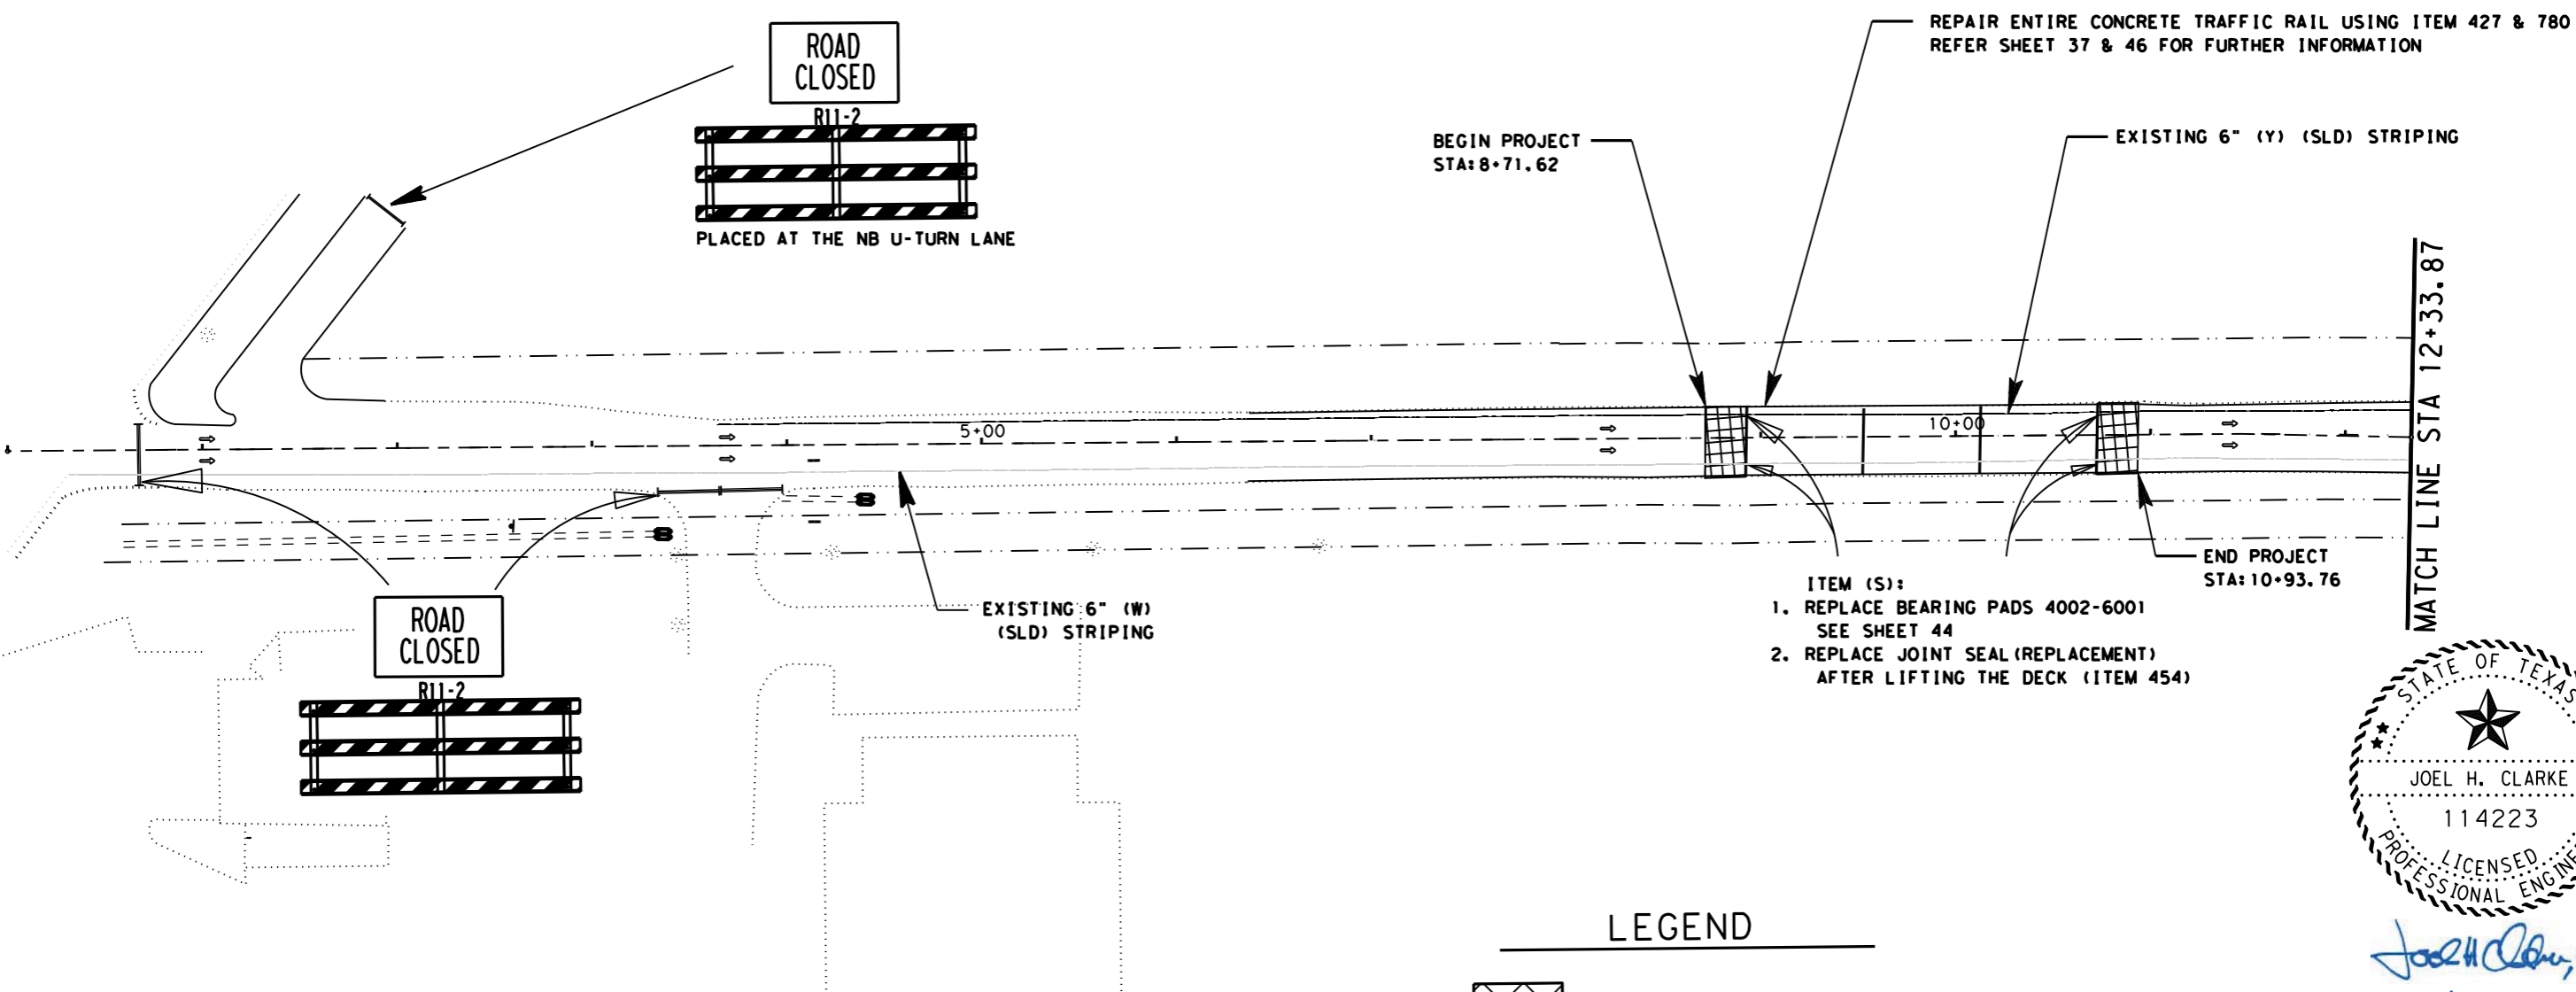 ROAD
CLOSED
R11-2
PLACED AT THE NB U-TURN LANE
REPAIR ENTIRE CONCRETE TRAFFIC RAIL USING ITEM 427 & 780
REFER SHEET 37 & 46 FOR FURTHER INFORMATION
BEGIN PROJECT
STA:8+71.62
EXISTING 6" (Y) (SLD) STRIPING
MATCH LINE STA 12+33.87
5+00
10+00
END PROJECT
STA:10+93.76
EXISTING 6" (W)
(SLD) STRIPING
ITEM (S):
1. REPLACE BEARING PADS 4002-6001
SEE SHEET 44
2. REPLACE JOINT SEAL(REPLACEMENT)
AFTER LIFTING THE DECK (ITEM 454)
ROAD
CLOSED
R11-2
STATE OF TEXAS
JOEL H. CLARKE
114223
LICENSED
PROFESSIONAL
LEGEND